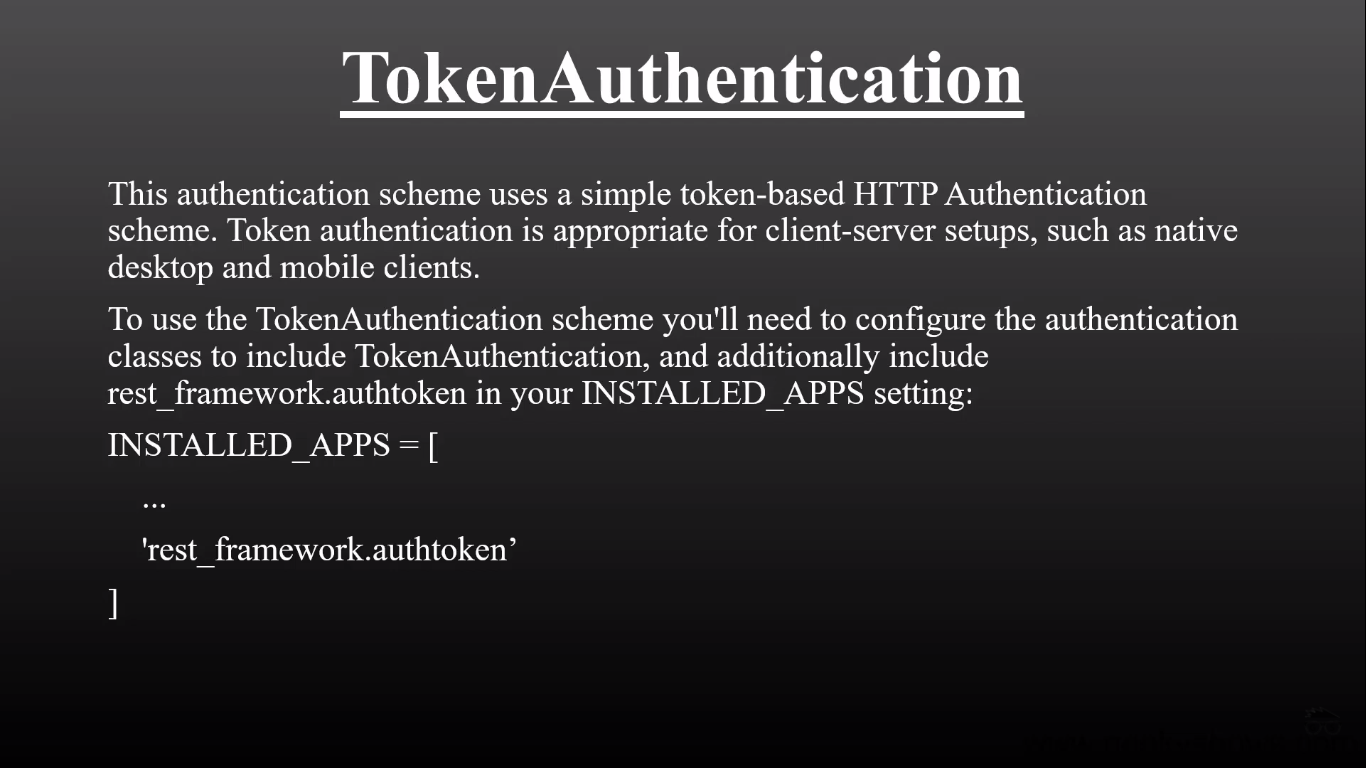 TokenAuthentication
This authentication scheme uses a simple token-based HTTP Authentication
scheme. Token authentication is appropriate for client-server setups, such as native
desktop and mobile clients.
To use the TokenAuthentication scheme you'll need to configure the authentication
classes to include TokenAuthentication, and additionally include
rest_framework.authtoken in your INSTALLED_APPS setting:
INSTALLED_APPS = [
...
'rest_framework.authtoken’
]